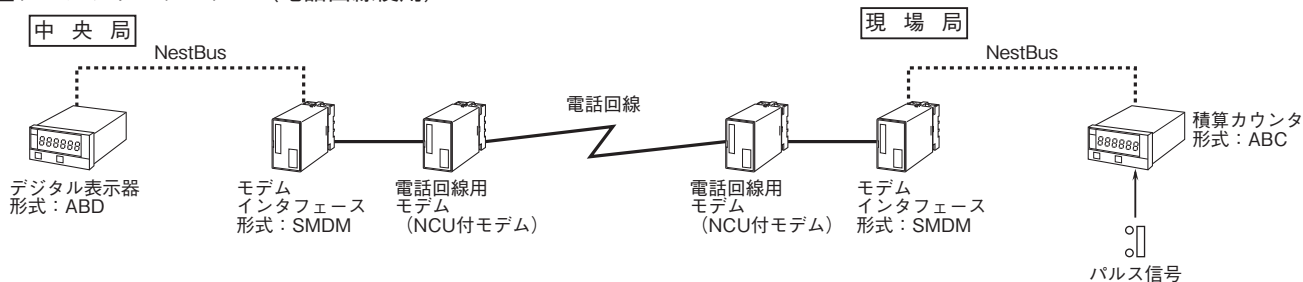 (電話回線使用)
中 央 局
現 場 局
NestBus
NestBus
電話回線
888888
888888
積算カウンタ
形式：ABC
デジタル表示器
形式：ABD
モデム
インタフェース
形式：SMDM
電話回線用
モデム
（NCU付モデム）
電話回線用
モデム
（NCU付モデム）
モデム
インタフェース
形式：SMDM
パルス信号